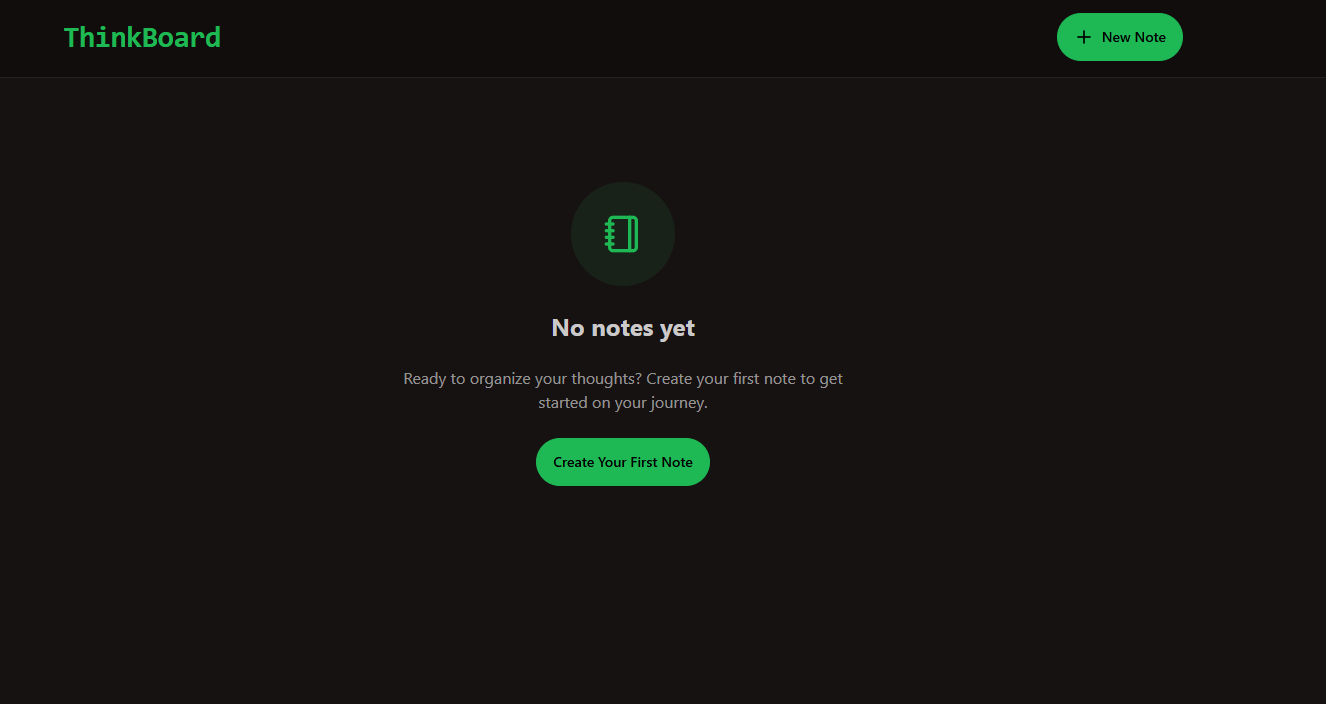 ThinkBoard
New Note
No notes yet
Ready to organize your thoughts? Create your first note to get
started on your journey.
Create Your First Note